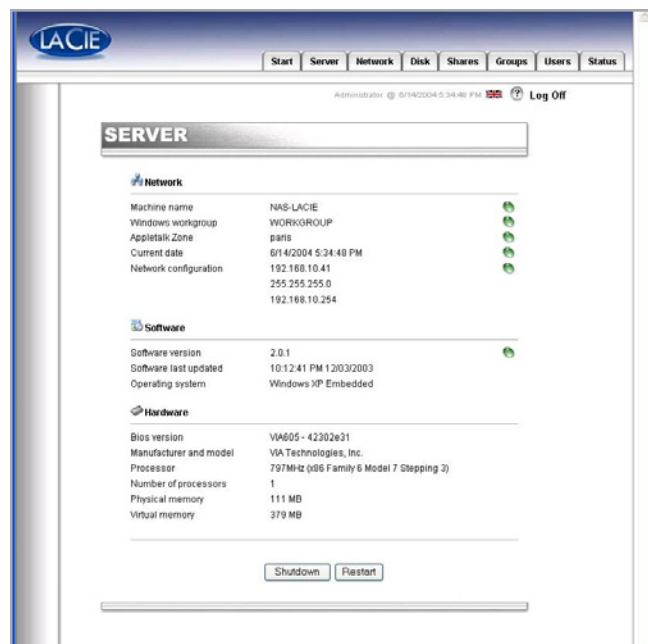 LACIE
Start Server Network Disk Shares Groups Users Status
Administrator @ 6/14/2004 5:34:48 PM ? Log Off
SERVER
Network
Machine name NAS-LACIE
Windows workgroup WORKGROUP
Appletalk Zone paris
Current date 6/14/2004 5:34:48 PM
Network configuration 192.168.10.41
255.255.255.0
192.168.10.254
Software
Software version 2.0.1
Software last updated 10:12:41 PM 12/03/2003
Operating system Windows XP Embedded
Hardware
Bios version VIA605 - 42302e31
Manufacturer and model VIA Technologies, Inc.
Processor 797MHz (x86 Family 6 Model 7 Stepping 3)
Number of processors 1
Physical memory 111 MB
Virtual memory 379 MB
Shutdown Restart